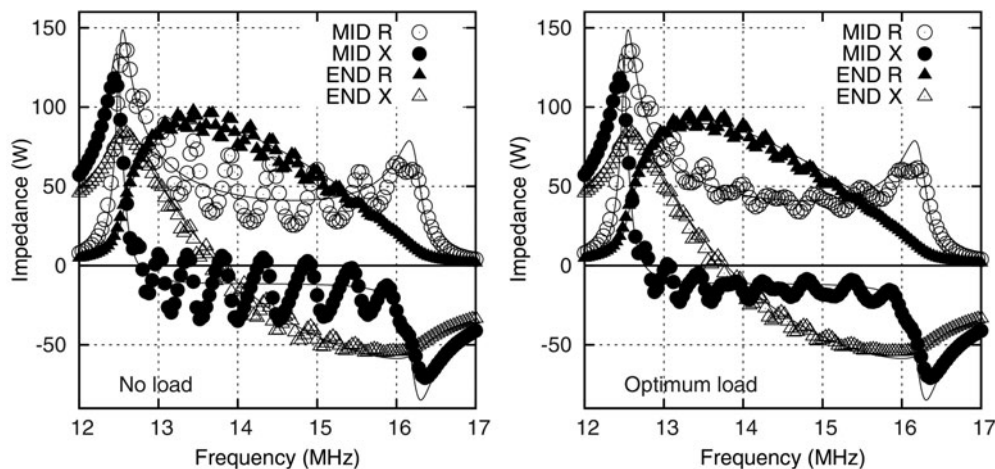 150
100
50
0
-50
12 13 14 15 16 17
Impedance (W)
Frequency (MHz)
MID R
MID X
END R
END X
No load
150
100
50
0
-50
12 13 14 15 16 17
Impedance (W)
Frequency (MHz)
MID R
MID X
END R
END X
Optimum load